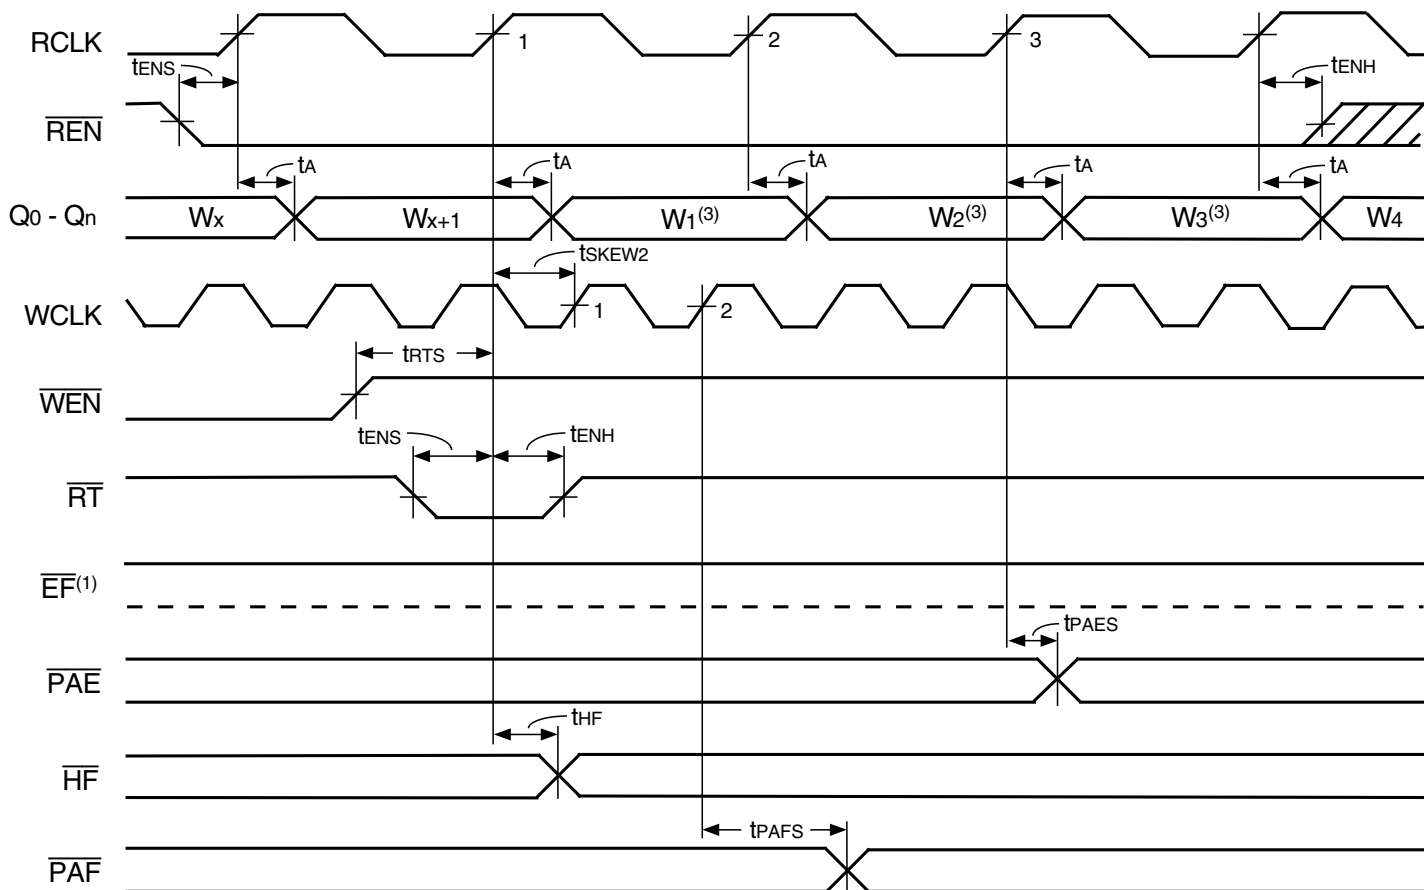 RCLK 1 2 3
tENS tENH
REN
tA tA tA tA tA
Q0 - Qn Wx Wx+1 W1(3) W2(3) W3(3) W4
tSKEW2
WCLK 1 2
tRTS
WEN
tENS tENH
RT
EF(1)
tPAES
PAE
tHF
HF
tPAFS
PAF